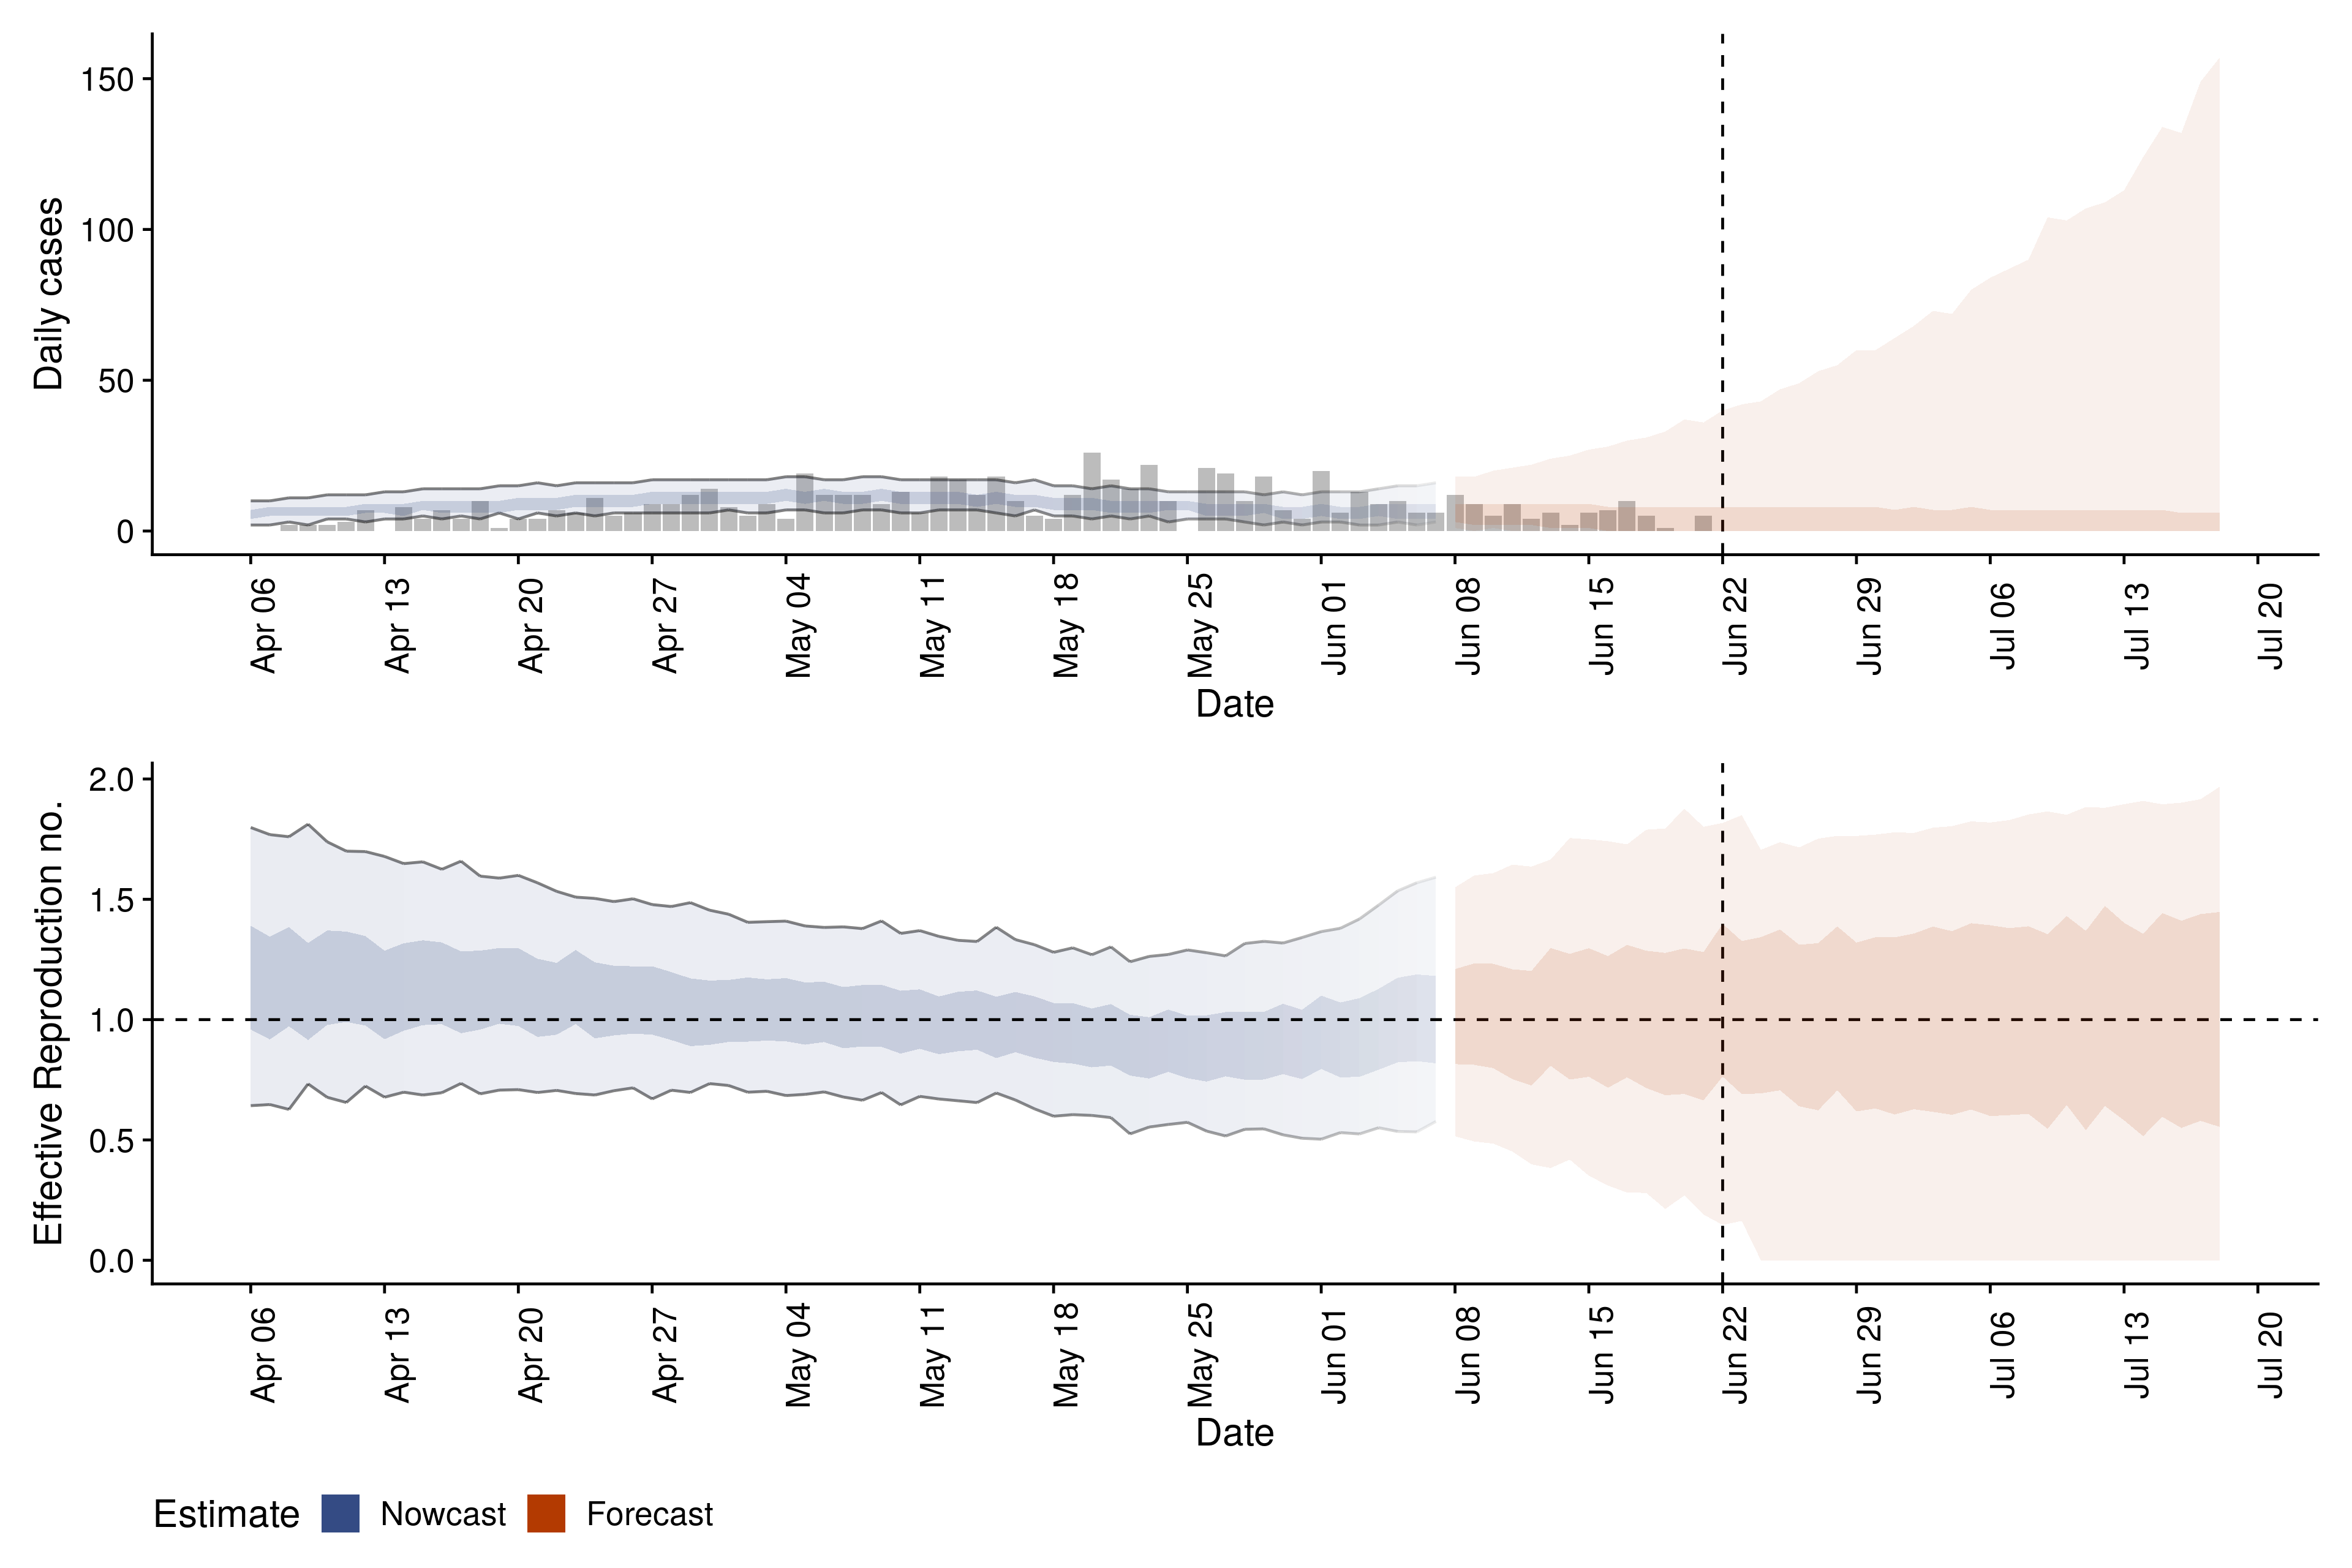 150
100
50
0
Daily cases
Apr 06
Apr 13
Apr 20
Apr 27
May 04
May 11
May 18
May 25
Jun 01
Jun 08
Jun 15
Jun 22
Jun 29
Jul 06
Jul 13
Jul 20
Date
2.0
1.5
1.0
0.5
0.0
Effective Reproduction no.
Apr 06
Apr 13
Apr 20
Apr 27
May 04
May 11
May 18
May 25
Jun 01
Jun 08
Jun 15
Jun 22
Jun 29
Jul 06
Jul 13
Jul 20
Date
Estimate Nowcast Forecast